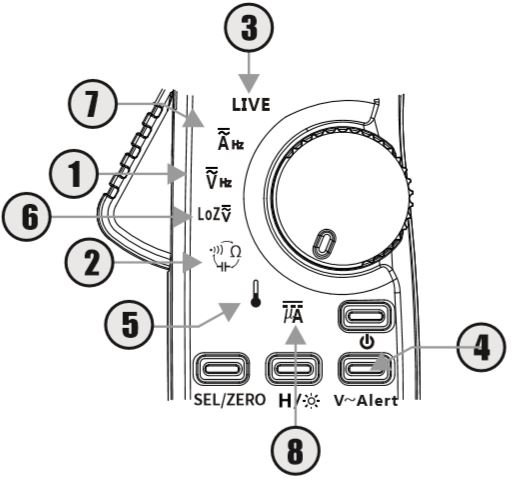 3
LIVE
7
Ã Hz
1
Ṽ Hz
6
LoZ Ṽ
2
Ω
5
μA
4
SEL/ZERO
H/
V~Alert
8